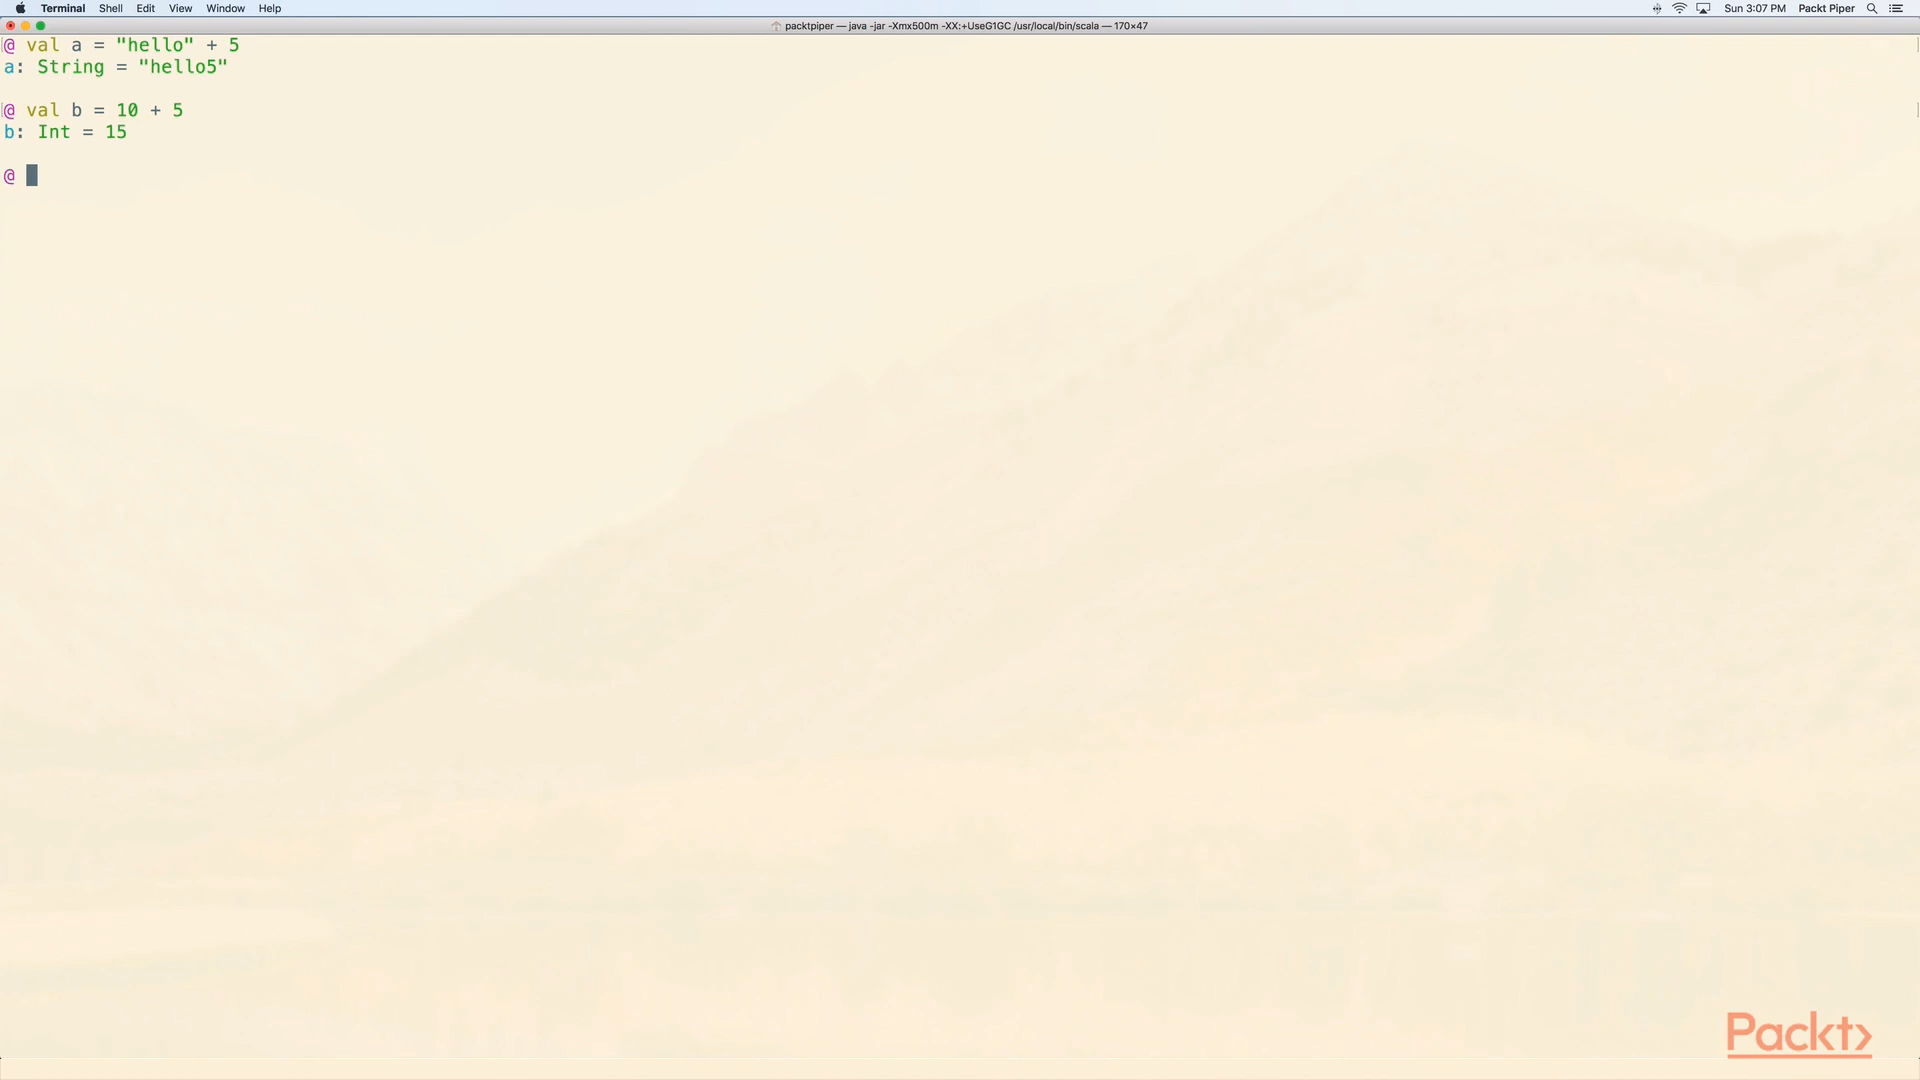 Terminal Shell Edit View Window Help Sun 3:07 PM Packt Piper
packtpiper — java -jar -Xmx500m -XX:+UseG1GC /usr/local/bin/scala — 170×47
@ val a = "hello" + 5
a: String = "hello5"
@ val b = 10 + 5
b: Int = 15
@
Packt>